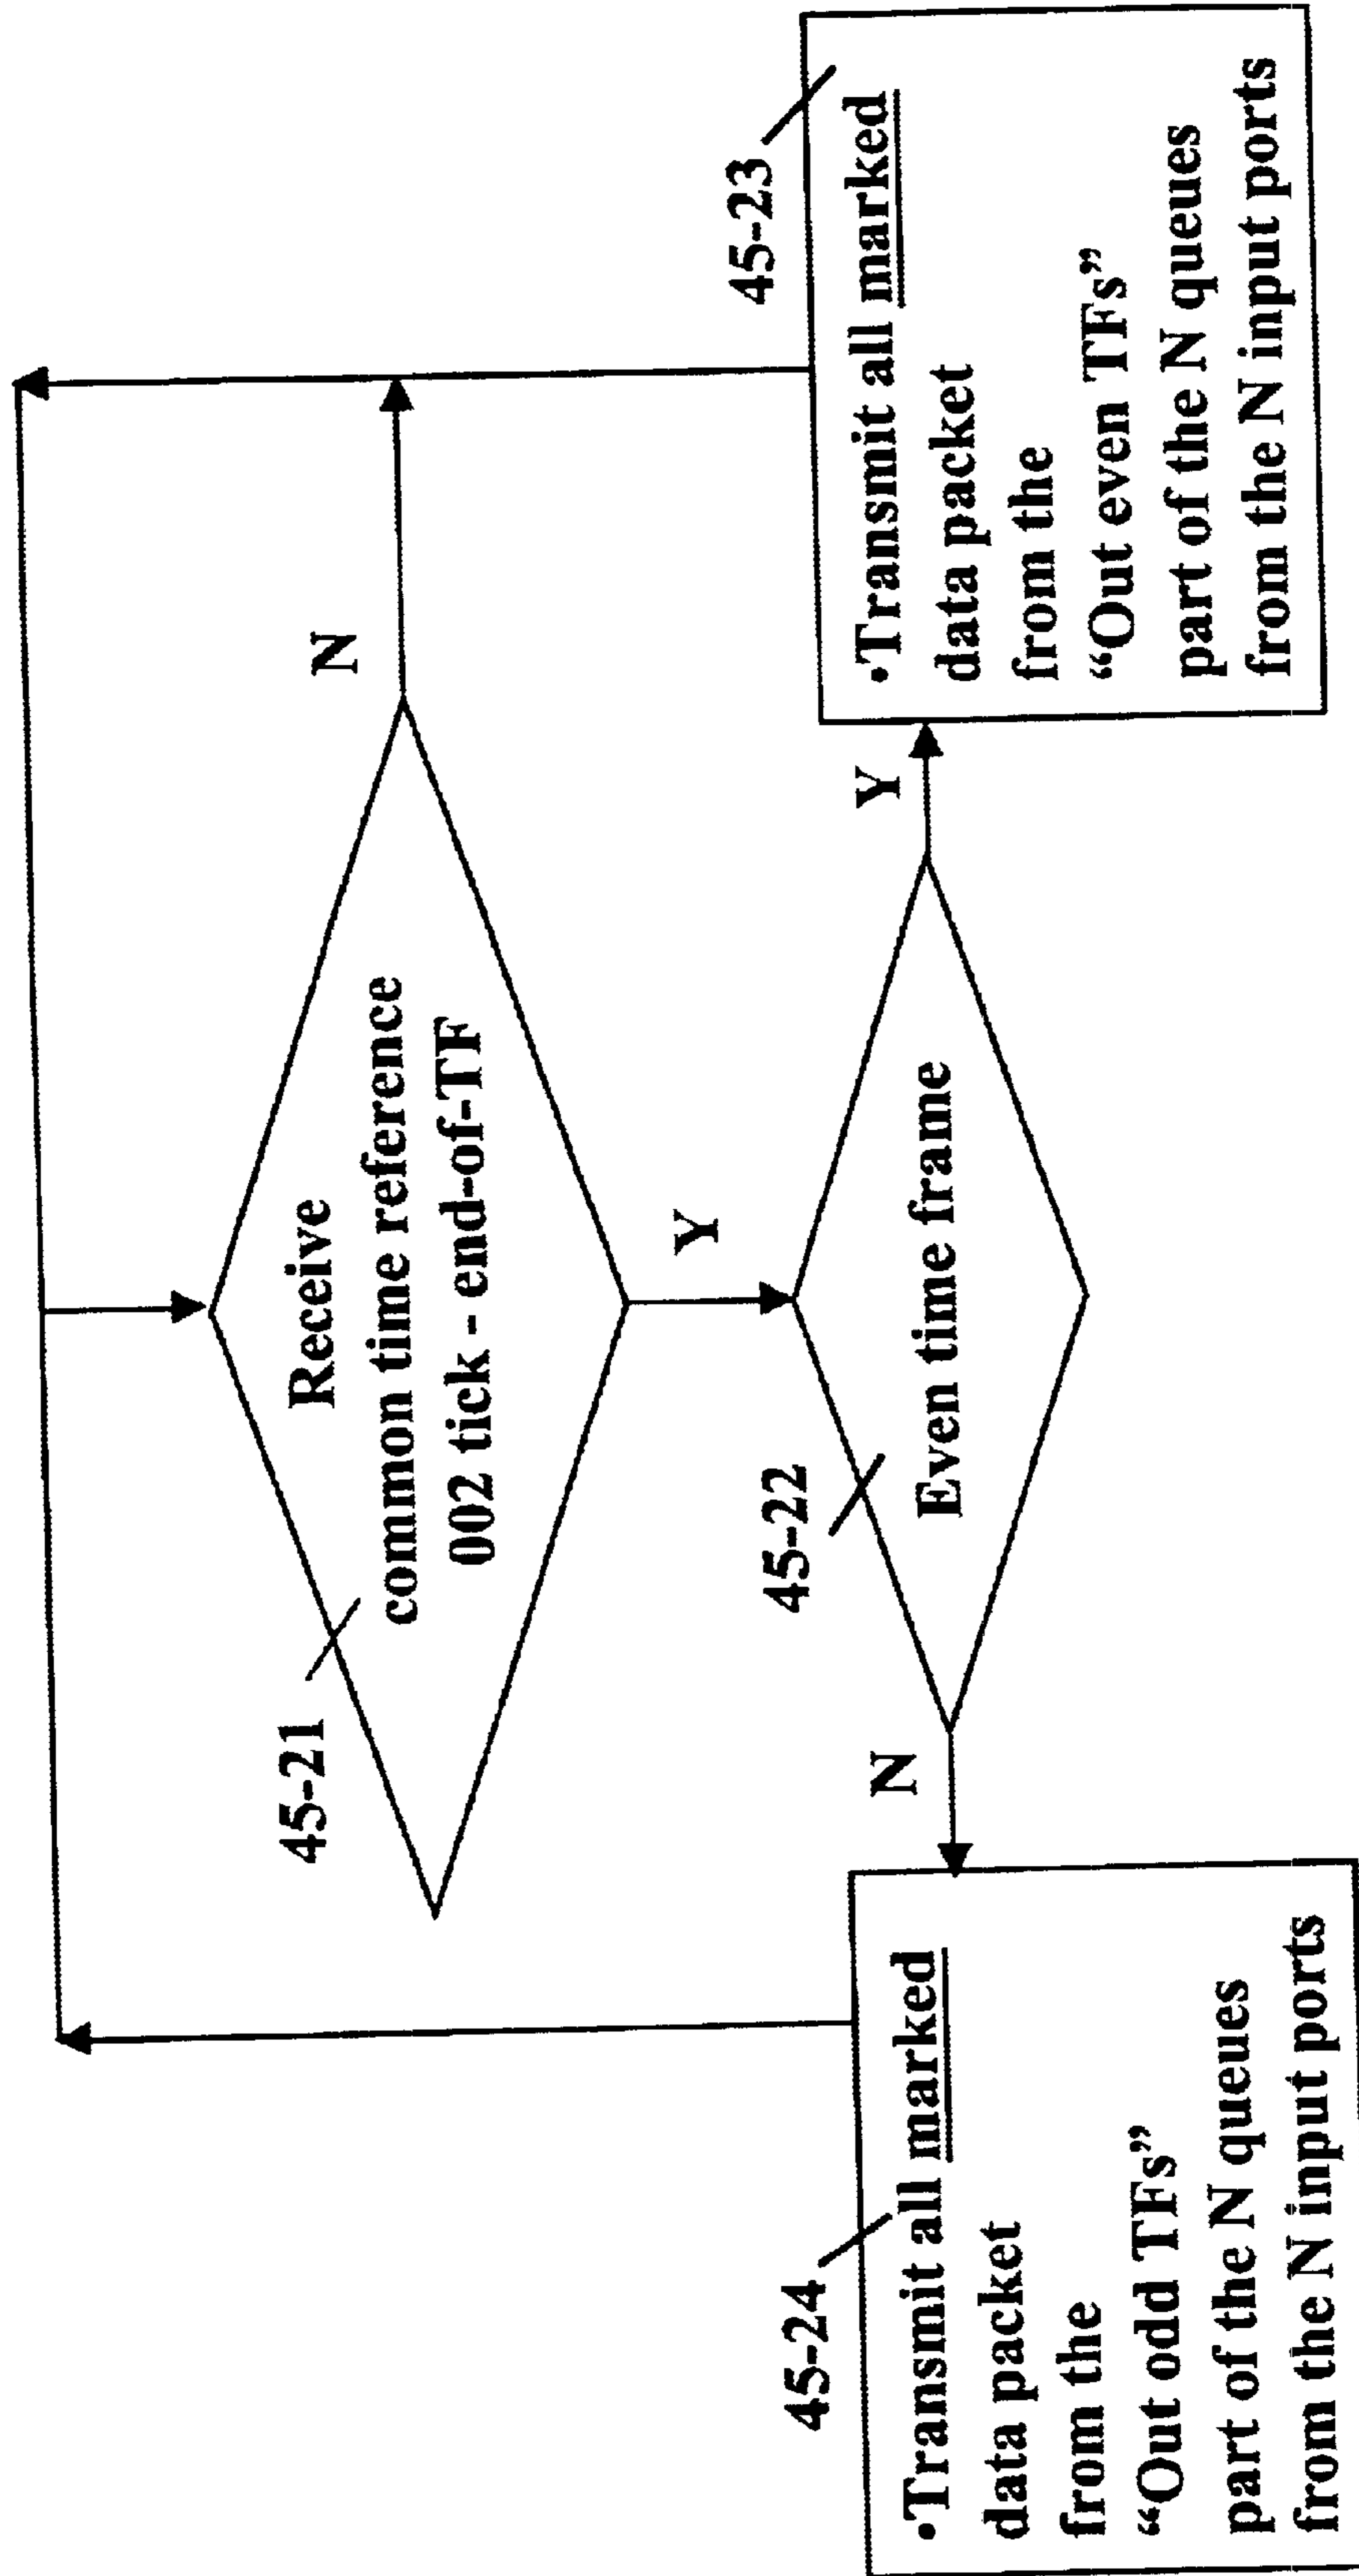 45-21
Receive
common time reference
002 tick - end-of-TF
N
Y
45-22
Even time frame
N
Y
45-24
•Transmit all marked
data packet
from the
“Out odd TFs”
part of the N queues
from the N input ports
45-23
•Transmit all marked
data packet
from the
“Out even TFs”
part of the N queues
from the N input ports